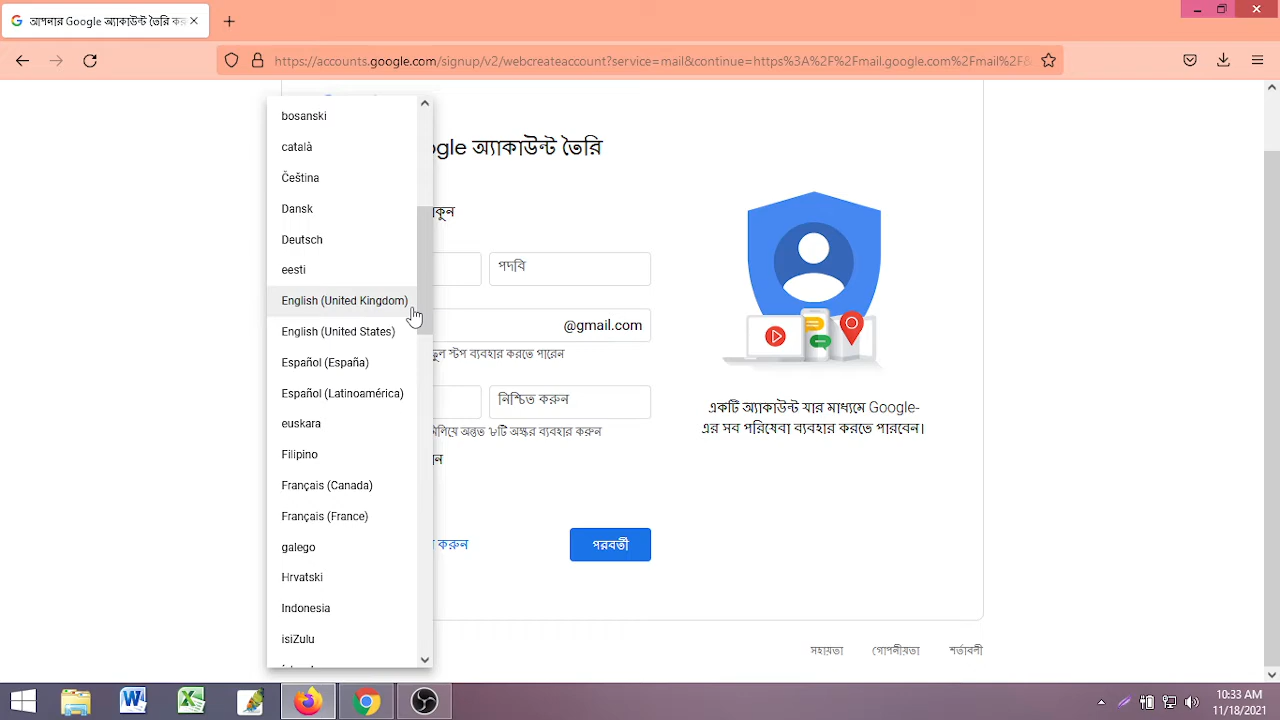 আপনার Google অ্যাকাউন্ট তৈরি কর
https://accounts.google.com/signup/v2/webcreateaccount?service=mail&continue=https%3A%2F%2Fmail.google.com%2Fmail%2F&
bosanski
català
Čeština
Dansk
Deutsch
eesti
English (United Kingdom)
English (United States)
Español (España)
Español (Latinoamérica)
euskara
Filipino
Français (Canada)
Français (France)
galego
Hrvatski
Indonesia
isiZulu
ogle অ্যাকাউন্ট তৈরি
পদবি
@gmail.com
স্টপ ব্যবহার করতে পারেন
নিশ্চিত করুন
অন্তত ৮টি অক্ষর ব্যবহার করুন
করুন
পরবর্তী
একটি অ্যাকাউন্ট যার মাধ্যমে Google-
এর সব পরিষেবা ব্যবহার করতে পারবেন।
সহায়তা গোপনীয়তা শর্তাবলী
10:33 AM
11/18/2021